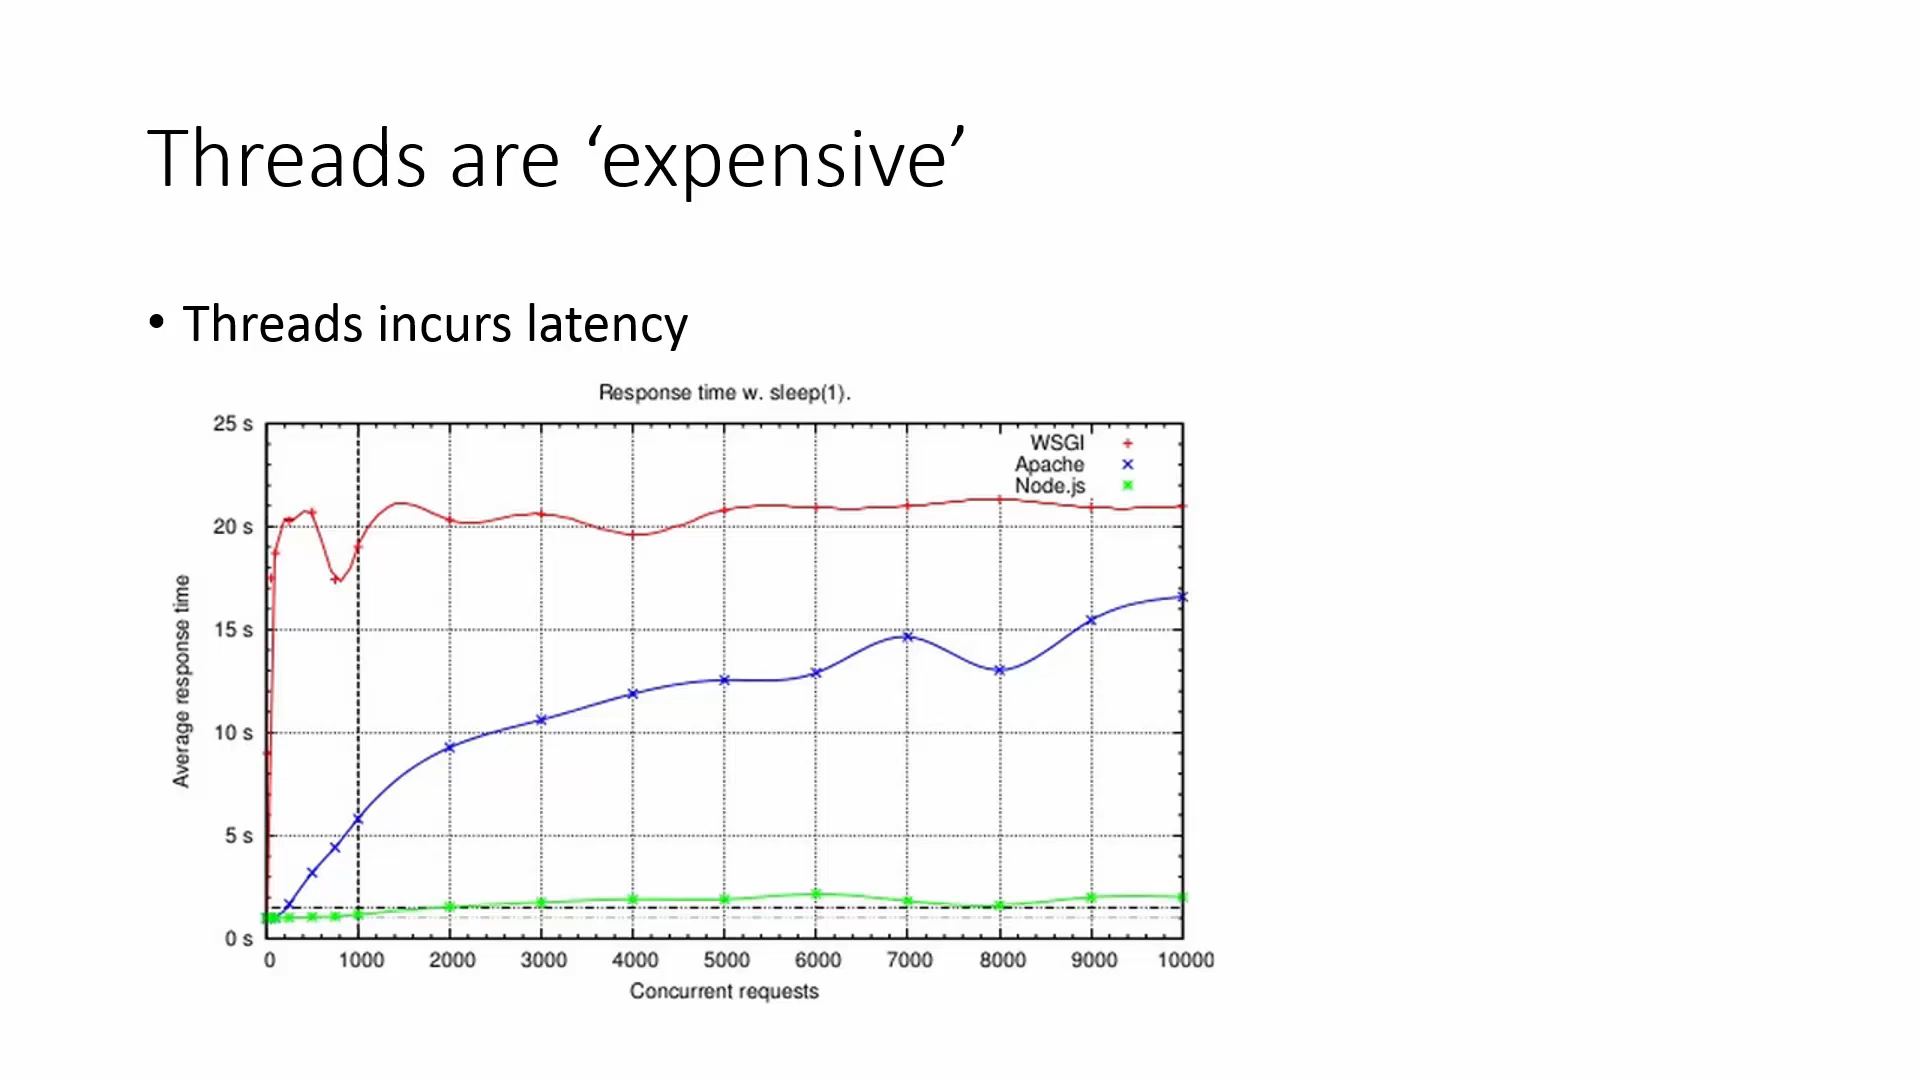 Threads are ‘expensive’
• Threads incurs latency
Response time w. sleep(1).
25 s
20 s
15 s
10 s
5 s
0 s
Average response time
WSGI
Apache
Node.js
0 1000 2000 3000 4000 5000 6000 7000 8000 9000 10000
Concurrent requests